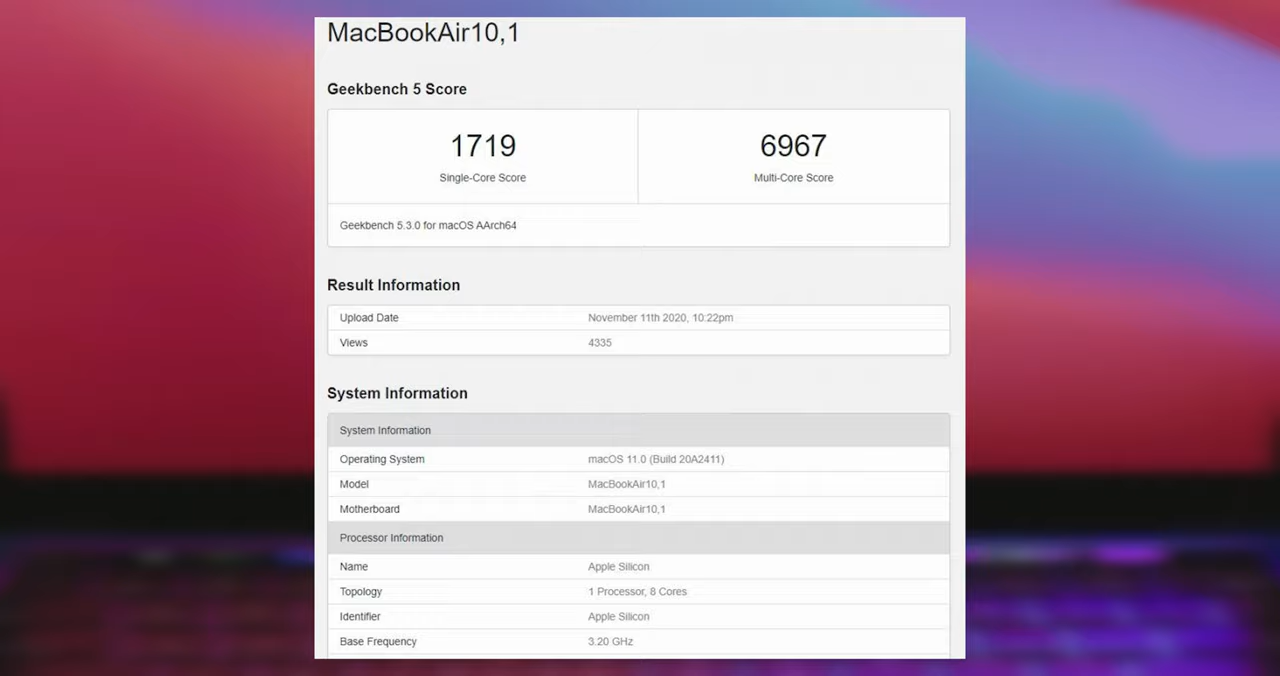 MacBookAir10,1
Geekbench 5 Score
1719 6967
Single-Core Score Multi-Core Score
Geekbench 5.3.0 for macOS AArch64
Result Information
Upload Date November 11th 2020, 10:22pm
Views 4335
System Information
System Information
Operating System macOS 11.0 (Build 20A2411)
Model MacBookAir10,1
Motherboard MacBookAir10,1
Processor Information
Name Apple Silicon
Topology 1 Processor, 8 Cores
Identifier Apple Silicon
Base Frequency 3.20 GHz